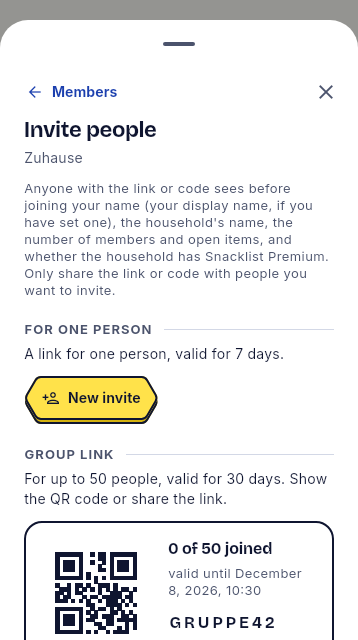 Members
Invite people
Zuhause
Anyone with the link or code sees before
joining your name (your display name, if you
have set one), the household's name, the
number of members and open items, and
whether the household has Snacklist Premium.
Only share the link or code with people you
want to invite.
FOR ONE PERSON
A link for one person, valid for 7 days.
New invite
GROUP LINK
For up to 50 people, valid for 30 days. Show
the QR code or share the link.
0 of 50 joined
valid until December
8, 2026, 10:30
GRUPPE42